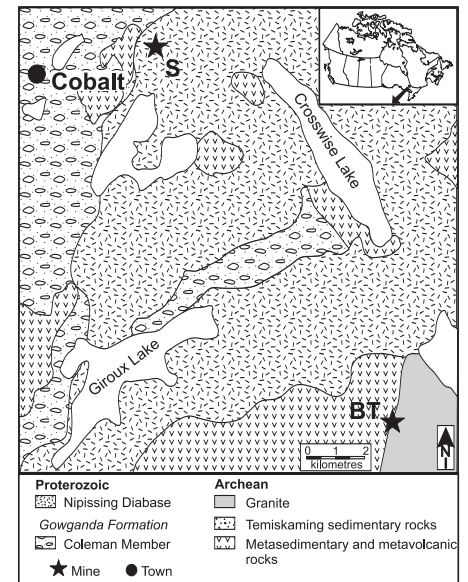 Cobalt
S
Crosswise Lake
Giroux Lake
BT
0 1 2
kilometres
N
Proterozoic
Nipissing Diabase
Gowganda Formation
Coleman Member
Mine
Town
Archean
Granite
Temiskaming sedimentary rocks
Metasedimentary and metavolcanic
rocks